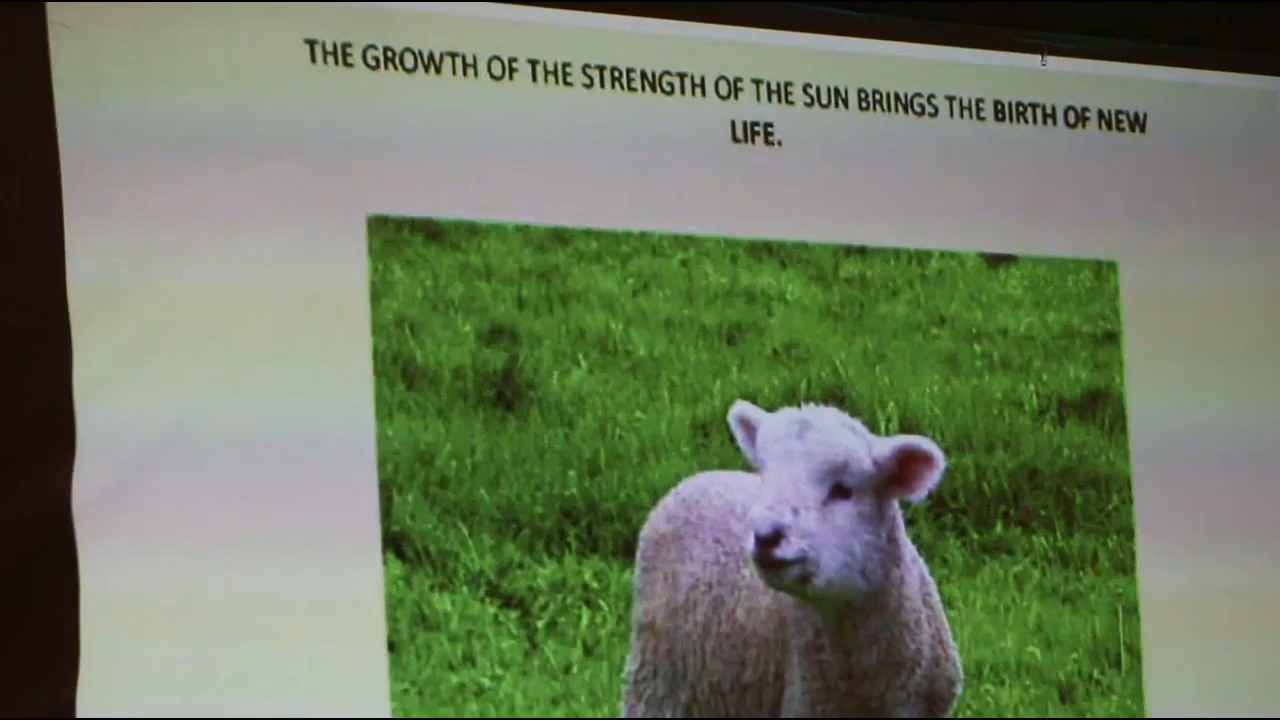 THE GROWTH OF THE STRENGTH OF THE SUN BRINGS THE BIRTH OF NEW
LIFE.